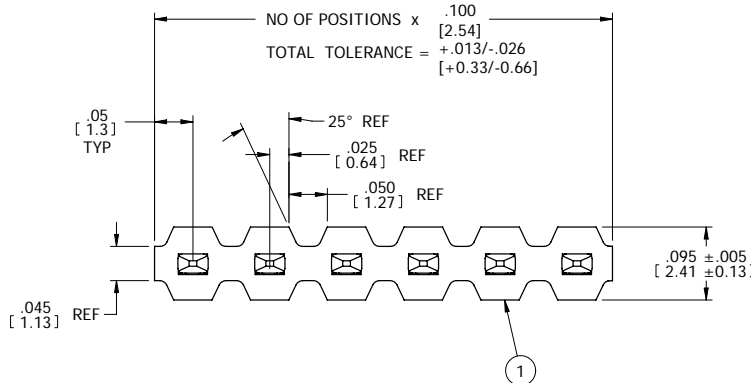 NO OF POSITIONS x .100
[2.54]
TOTAL TOLERANCE = +.013/-.026
[+0.33/-0.66]
.05
[ 1.3 ]
TYP
25° REF
.025
[ 0.64 ] REF
.050
[ 1.27 ] REF
.095 ±.005
[ 2.41 ±0.13 ]
.045
[ 1.13 ] REF
1